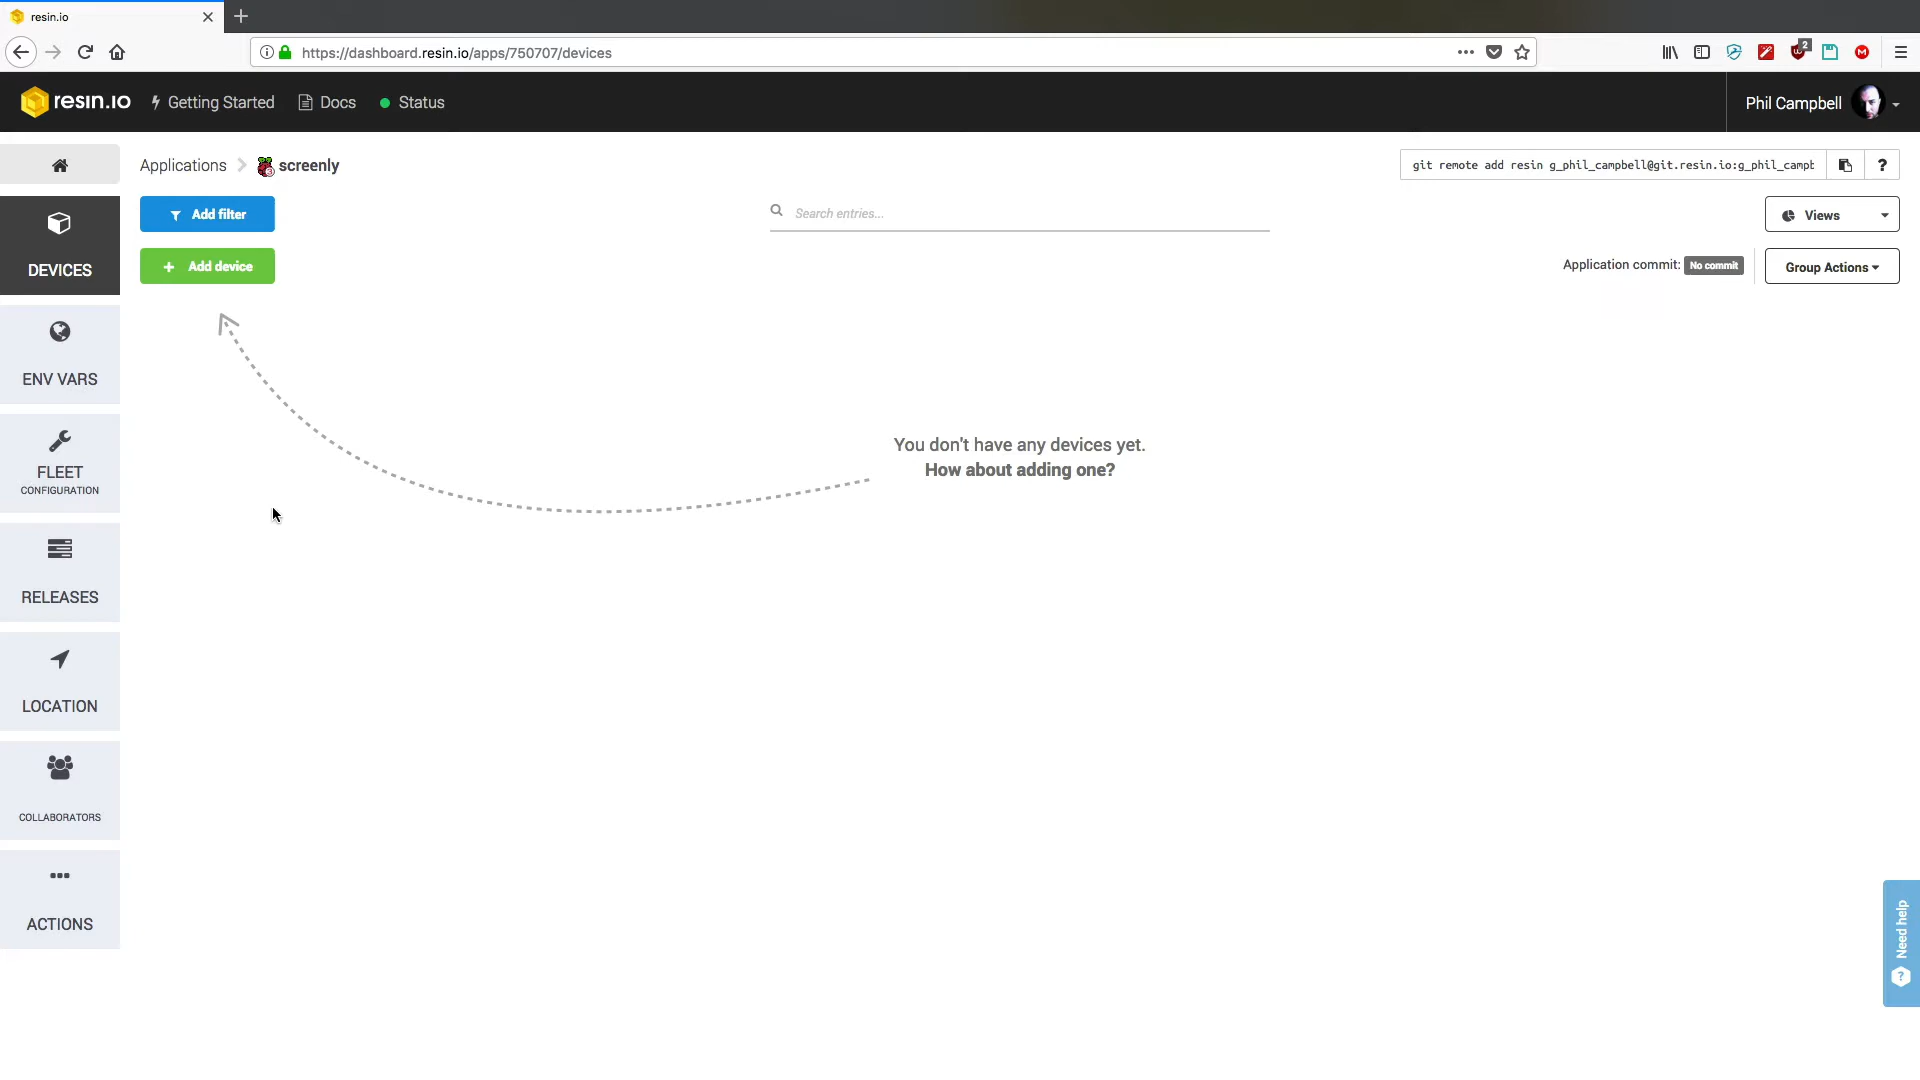 resin.io
https://dashboard.resin.io/apps/750707/devices
2
resin.io
Getting Started
Docs
Status
Phil Campbell
Applications
screenly
git remote add resin g_phil_campbell@git.resin.io:g_phil_campb
?
Add filter
Search entries...
Views
Add device
Application commit: No commit
Group Actions
DEVICES
ENV VARS
FLEET
CONFIGURATION
RELEASES
LOCATION
COLLABORATORS
ACTIONS
You don't have any devices yet.
How about adding one?
Need help
?